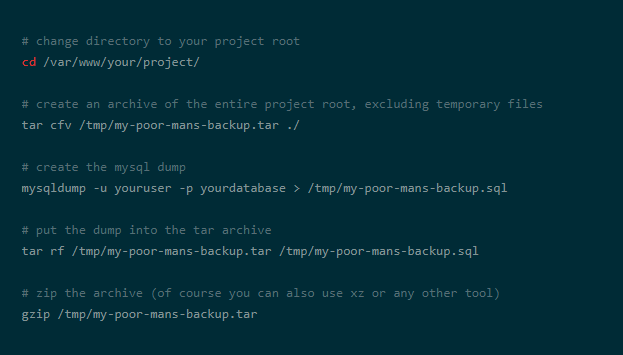 # change directory to your project root
cd /var/www/your/project/
# create an archive of the entire project root, excluding temporary files
tar cfv /tmp/my-poor-mans-backup.tar ./
# create the mysql dump
mysqldump -u youruser -p yourdatabase > /tmp/my-poor-mans-backup.sql
# put the dump into the tar archive
tar rf /tmp/my-poor-mans-backup.tar /tmp/my-poor-mans-backup.sql
# zip the archive (of course you can also use xz or any other tool)
gzip /tmp/my-poor-mans-backup.tar